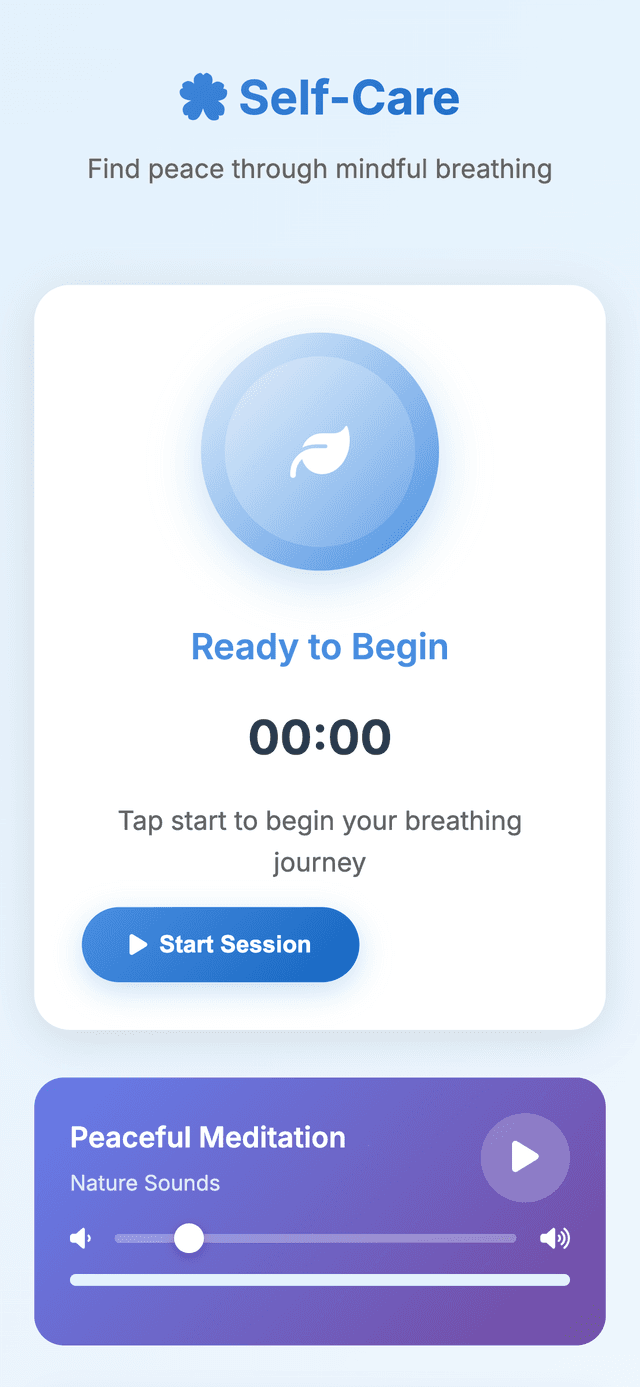 Self-Care
Find peace through mindful breathing
Ready to Begin
00:00
Tap start to begin your breathing
journey
Start Session
Peaceful Meditation
Nature Sounds